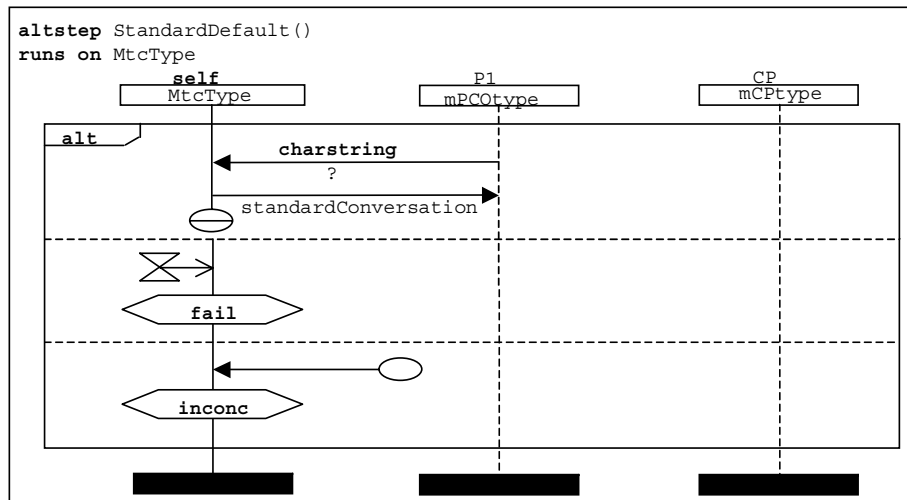 altstep StandardDefault()
runs on MtcType
self P1 CP
MtcType mPCOtype mCPtype
alt
charstring
?
standardConversation
fail
inconc